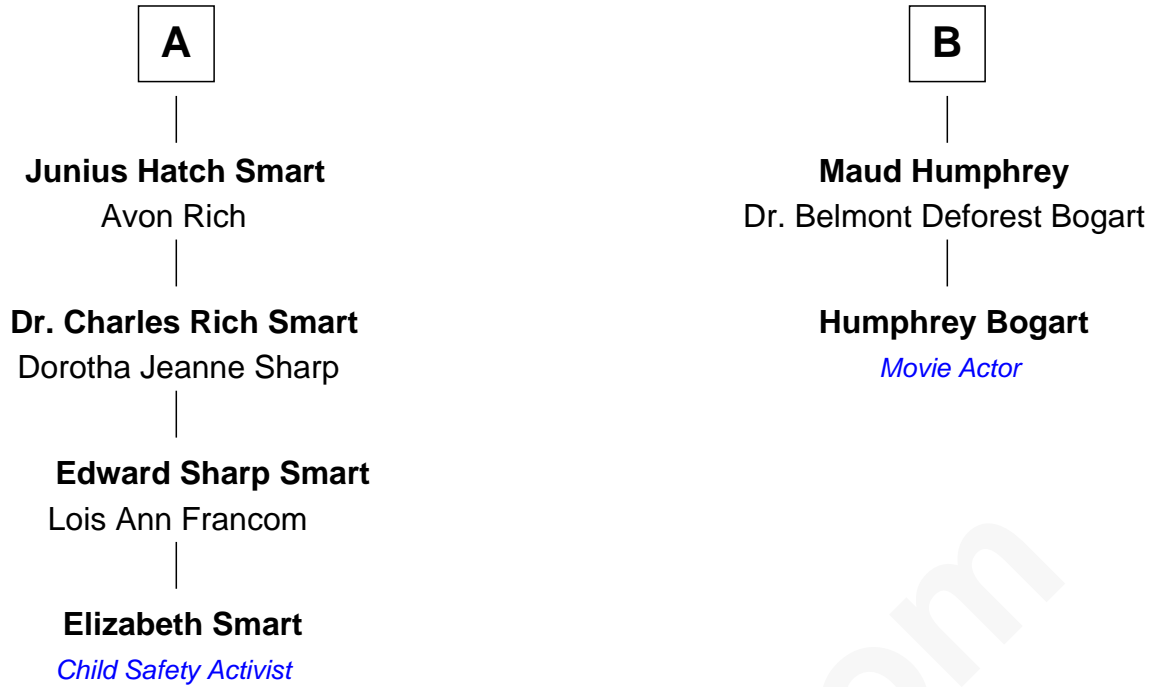 A
Junius Hatch Smart
Avon Rich
Dr. Charles Rich Smart
Dorotha Jeanne Sharp
Edward Sharp Smart
Lois Ann Francom
Elizabeth Smart
Child Safety Activist
B
Maud Humphrey
Dr. Belmont Deforest Bogart
Humphrey Bogart
Movie Actor
om